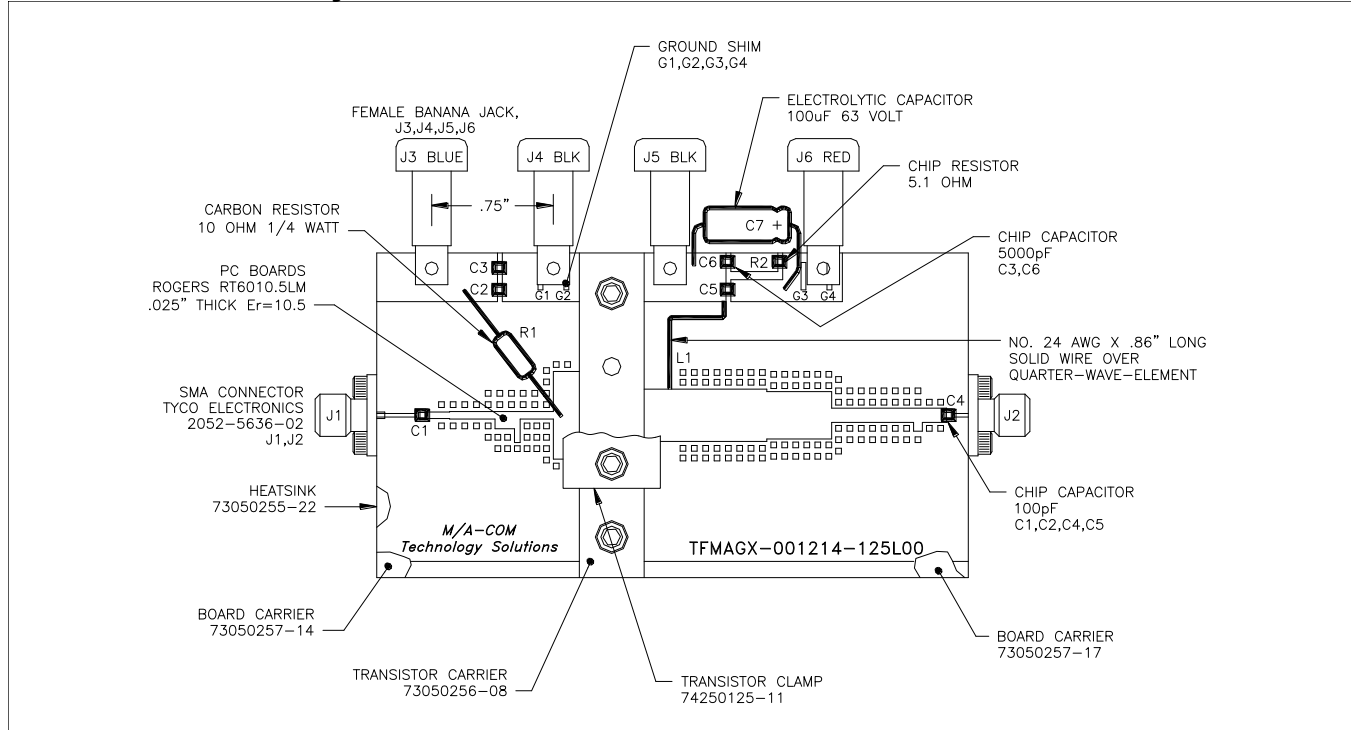 GROUND SHIM
G1,G2,G3,G4
FEMALE BANANA JACK,
J3,J4,J5,J6
ELECTROLYTIC CAPACITOR
100uF 63 VOLT
J3 BLUE
J4 BLK
J5 BLK
J6 RED
CHIP RESISTOR
5.1 OHM
.75"
CARBON RESISTOR
10 OHM 1/4 WATT
C7 +
CHIP CAPACITOR
5000pF
C3,C6
PC BOARDS
ROGERS RT6010.5LM
.025" THICK Er=10.5
C3
C2
G1
G2
C6
R2
C5
G3
G4
R1
L1
NO. 24 AWG X .86" LONG
SOLID WIRE OVER
QUARTER-WAVE-ELEMENT
SMA CONNECTOR
TYCO ELECTRONICS
2052-5636-02
J1,J2
J1
C1
C4
J2
HEATSINK
73050255-22
CHIP CAPACITOR
100pF
C1,C2,C4,C5
M/A-COM
Technology Solutions
TFMAGX-001214-125L00
BOARD CARRIER
73050257-14
BOARD CARRIER
73050257-17
TRANSISTOR CARRIER
73050256-08
TRANSISTOR CLAMP
74250125-11